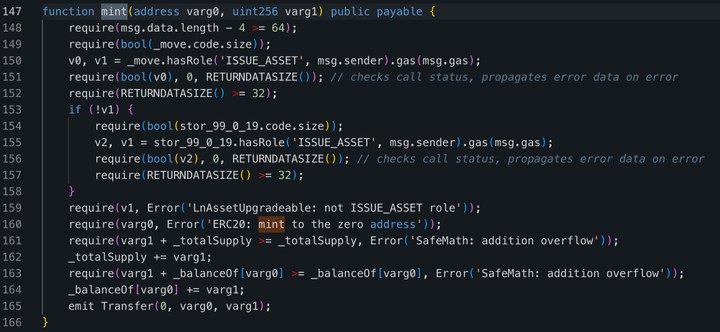 147 function mint(address varg0, uint256 varg1) public payable {
148     require(msg.data.length - 4 >= 64);
149     require(bool(_move.code.size));
150     v0, v1 = _move.hasRole('ISSUE_ASSET', msg.sender).gas(msg.gas);
151     require(bool(v0), 0, RETURNDATASIZE()); // checks call status, propagates error data on error
152     require(RETURNDATASIZE() >= 32);
153     if (!v1) {
154         require(bool(stor_99_0_19.code.size));
155         v2, v1 = stor_99_0_19.hasRole('ISSUE_ASSET', msg.sender).gas(msg.gas);
156         require(bool(v2), 0, RETURNDATASIZE()); // checks call status, propagates error data on error
157         require(RETURNDATASIZE() >= 32);
158     }
159     require(v1, Error('LnAssetUpgradeable: not ISSUE_ASSET role'));
160     require(varg0, Error('ERC20: mint to the zero address'));
161     require(varg1 + _totalSupply >= _totalSupply, Error('SafeMath: addition overflow'));
162     _totalSupply += varg1;
163     require(varg1 + _balanceOf[varg0] >= _balanceOf[varg0], Error('SafeMath: addition overflow'));
164     _balanceOf[varg0] += varg1;
165     emit Transfer(0, varg0, varg1);
166 }